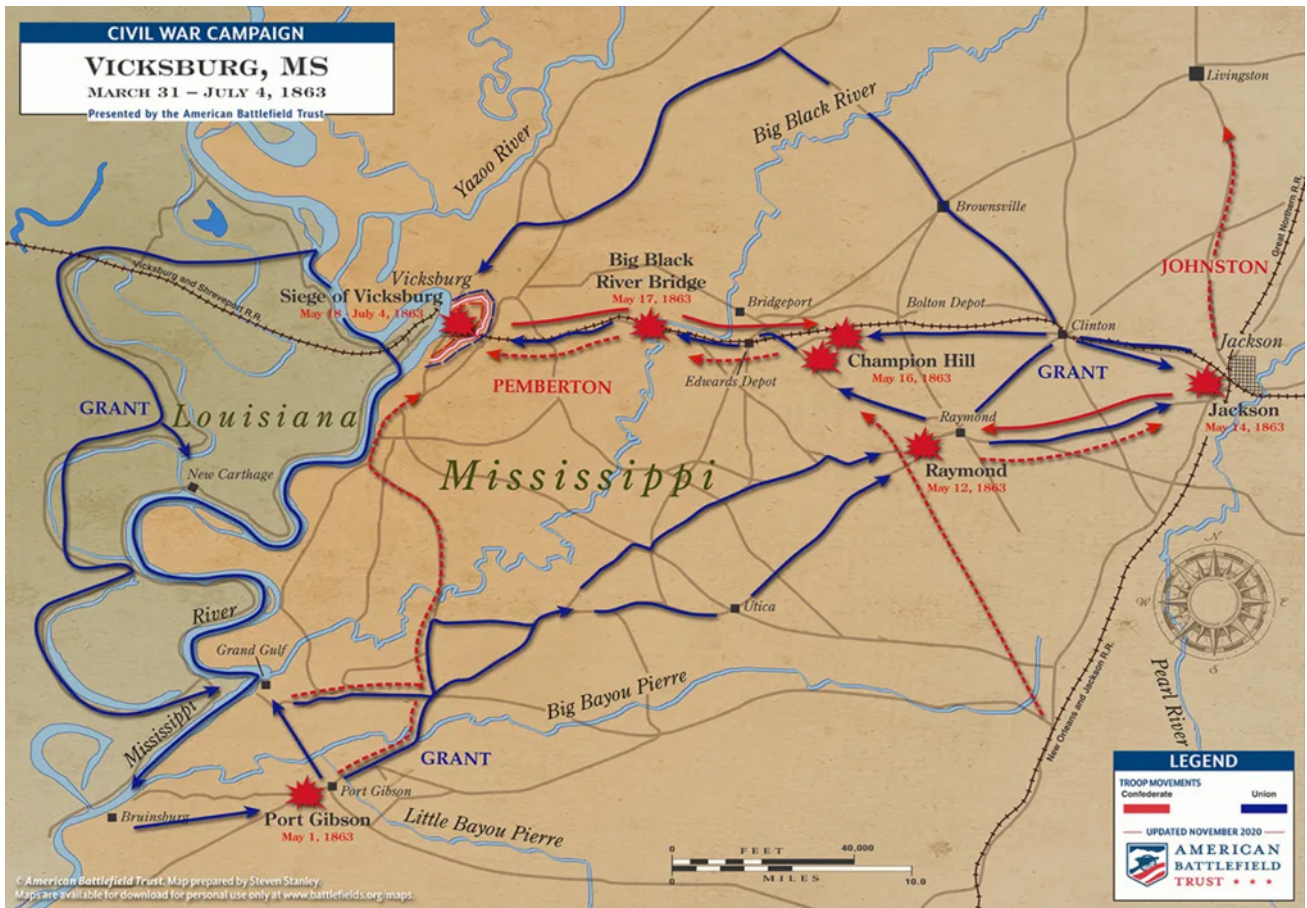 CIVIL WAR CAMPAIGN
VICKSBURG, MS
MARCH 31 – JULY 4, 1863
Presented by the American Battlefield Trust
Livingston
Big Black River
Yazoo River
Great Northern R.R.
Brownsville
Vicksburg and Shreveport R.R.
Vicksburg
Siege of Vicksburg
May 18 - July 4, 1863
Big Black
River Bridge
May 17, 1863
JOHNSTON
Bridgeport
Bolton Depot
Clinton
Jackson
Edwards Depot
Champion Hill
May 16, 1863
GRANT
PEMBERTON
Jackson
May 14, 1863
GRANT
Louisiana
Raymond
Raymond
May 12, 1863
Mississippi
New Carthage
River
Utica
N
W
E
S
Grand Gulf
Mississippi
Big Bayou Pierre
Pearl River
New Orleans and Jackson R.R.
GRANT
Port Gibson
Bruinsburg
Port Gibson
May 1, 1863
Little Bayou Pierre
FEET
0 40,000
0 10.0
MILES
LEGEND
TROOP MOVEMENTS
Confederate Union
UPDATED NOVEMBER 2020
AMERICAN
BATTLEFIELD
TRUST
© American Battlefield Trust. Map prepared by Steven Stanley.
Maps are available for download for personal use only at www.battlefields.org/maps.